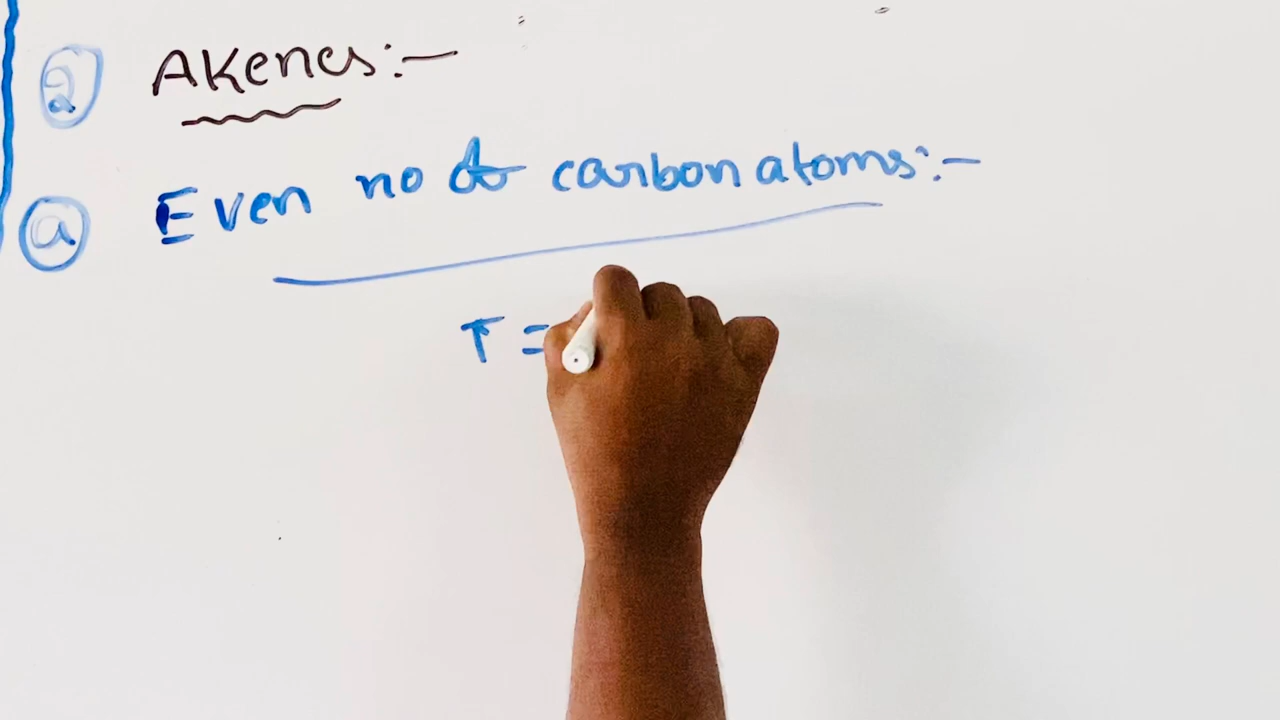 ② AKenes:-
ⓐ Even no of carbon atoms:-
T =